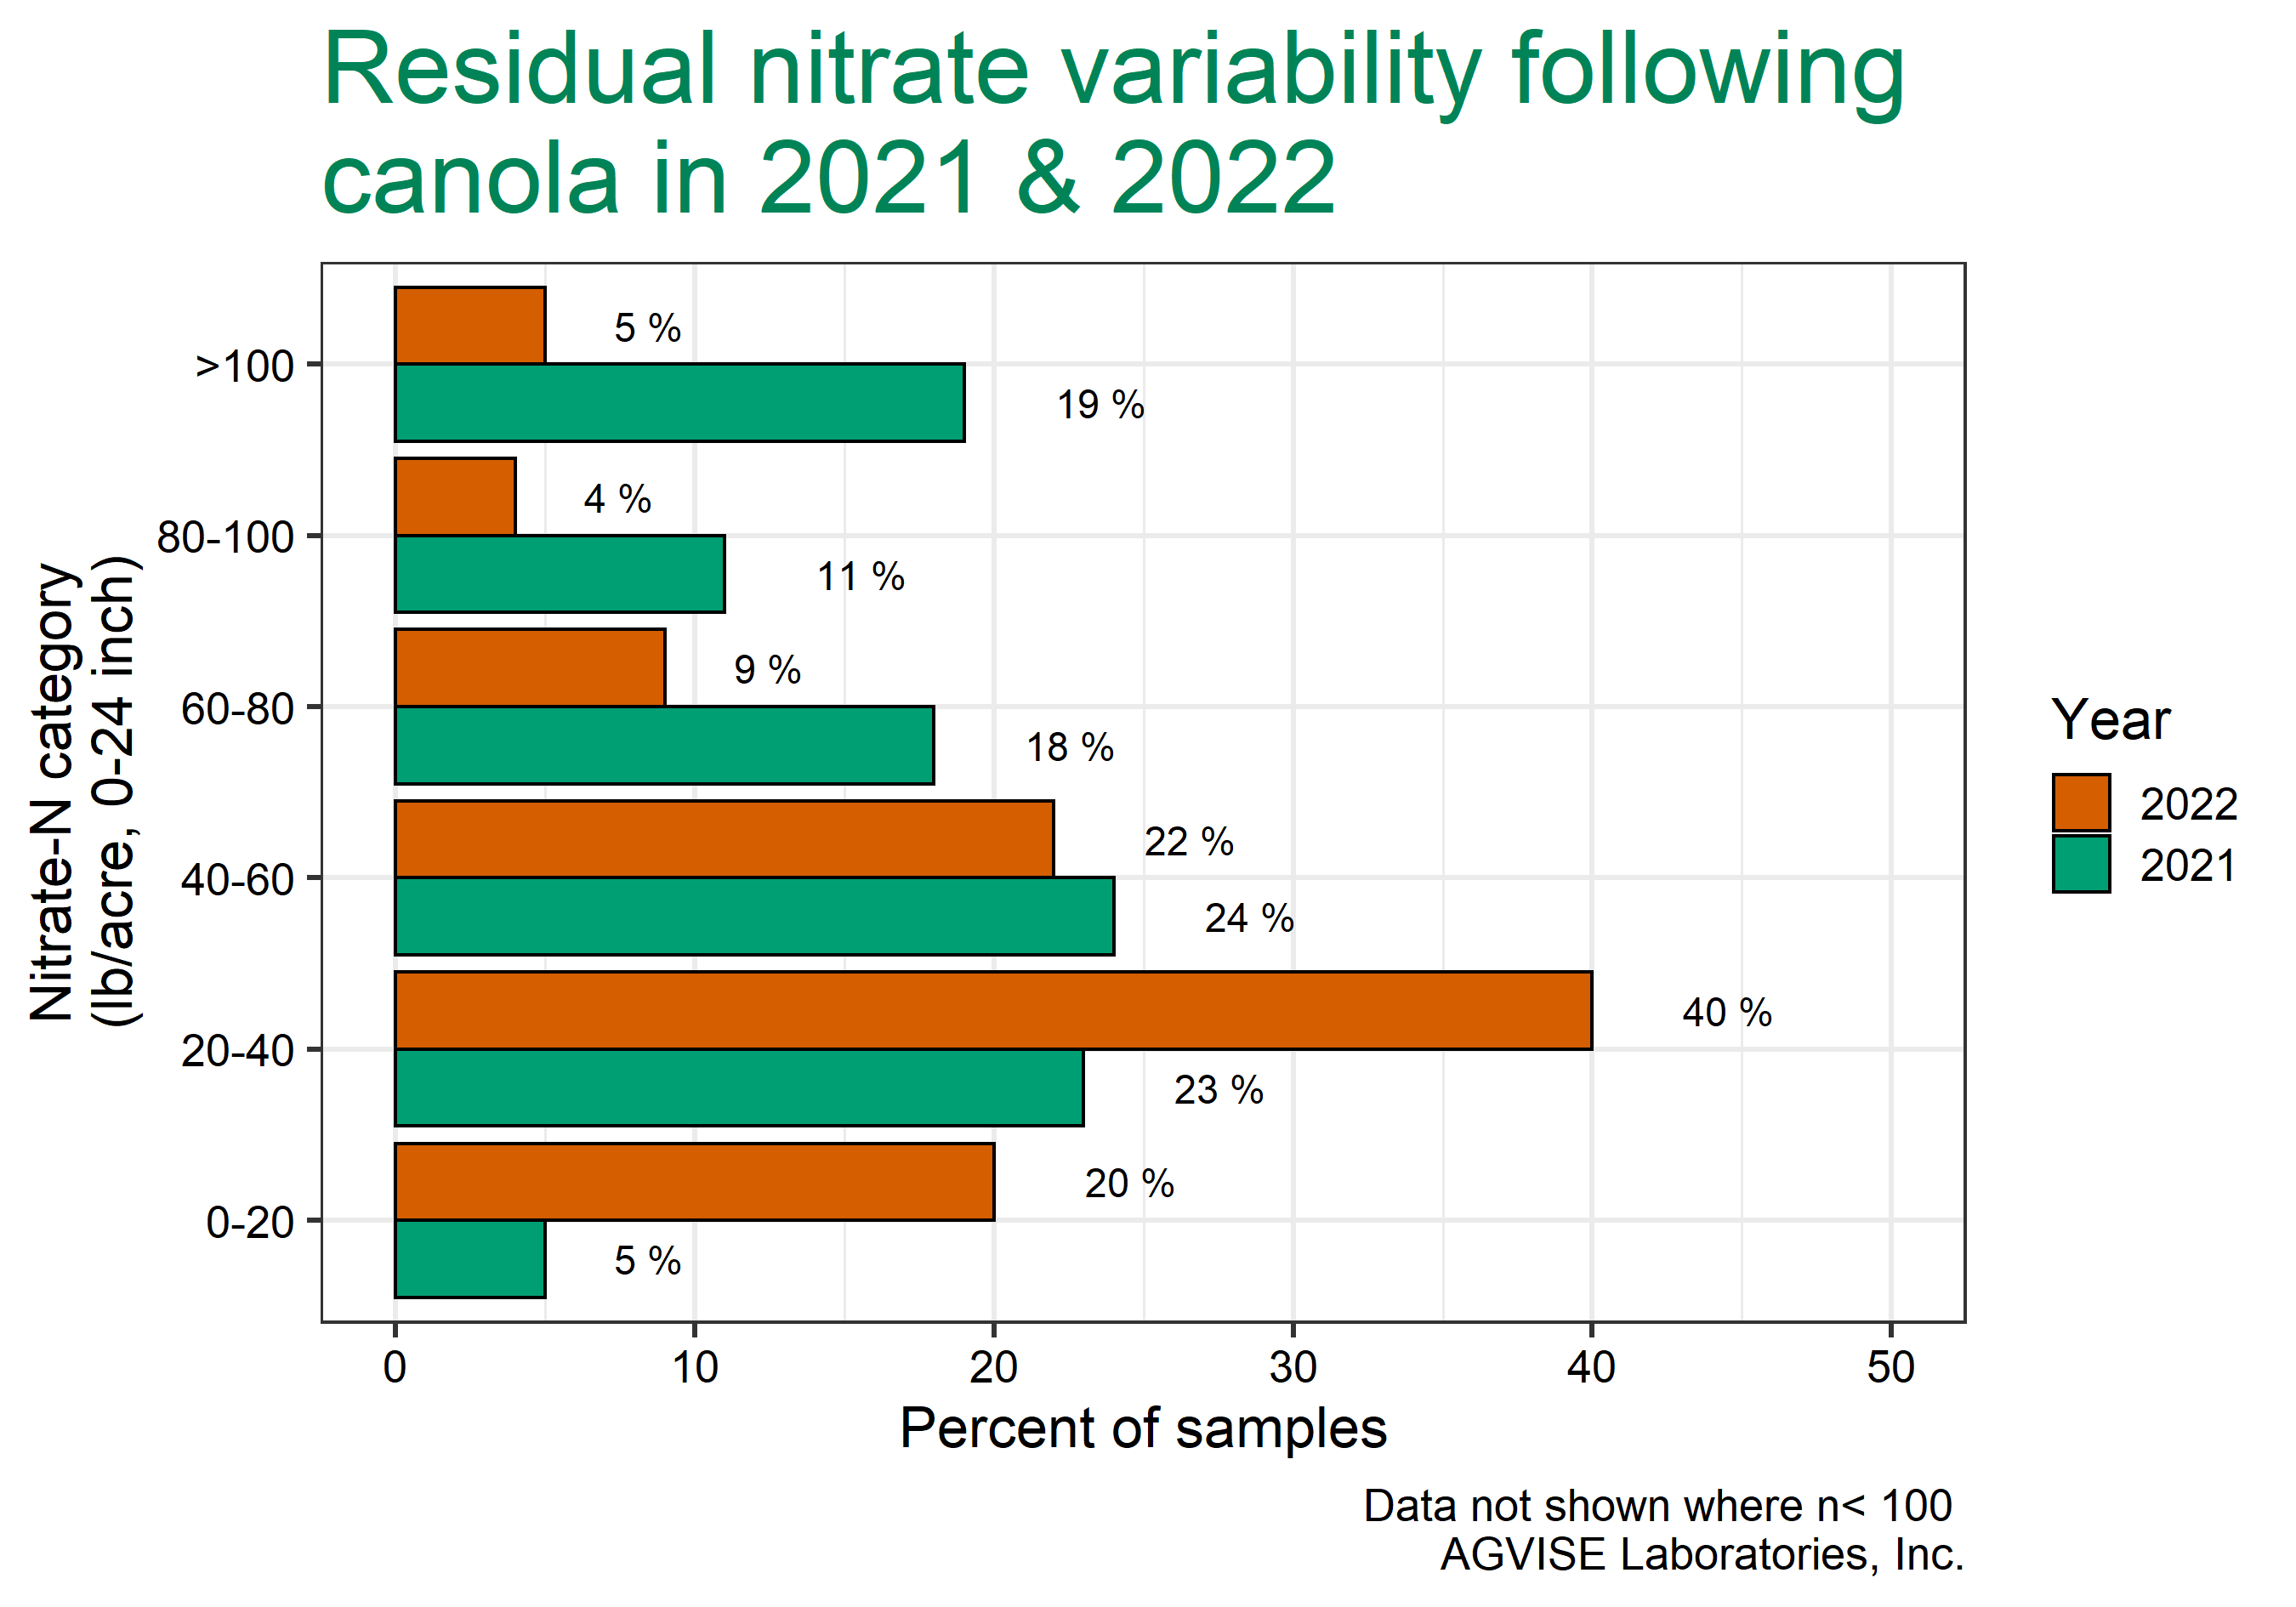 Residual nitrate variability following
canola in 2021 & 2022
Nitrate-N category
(lb/acre, 0-24 inch)
>100
80-100
60-80
40-60
20-40
0-20
5 %
19 %
4 %
11 %
9 %
18 %
22 %
24 %
40 %
23 %
20 %
5 %
0 10 20 30 40 50
Percent of samples
Year
2022
2021
Data not shown where n< 100
AGVISE Laboratories, Inc.